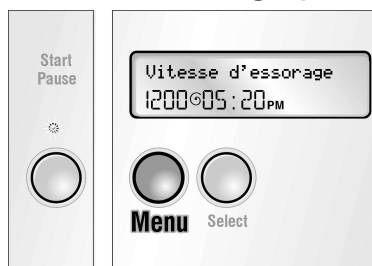 Start
Pause
Vitesse d'essorage
1200 05:20PM
Menu
Select